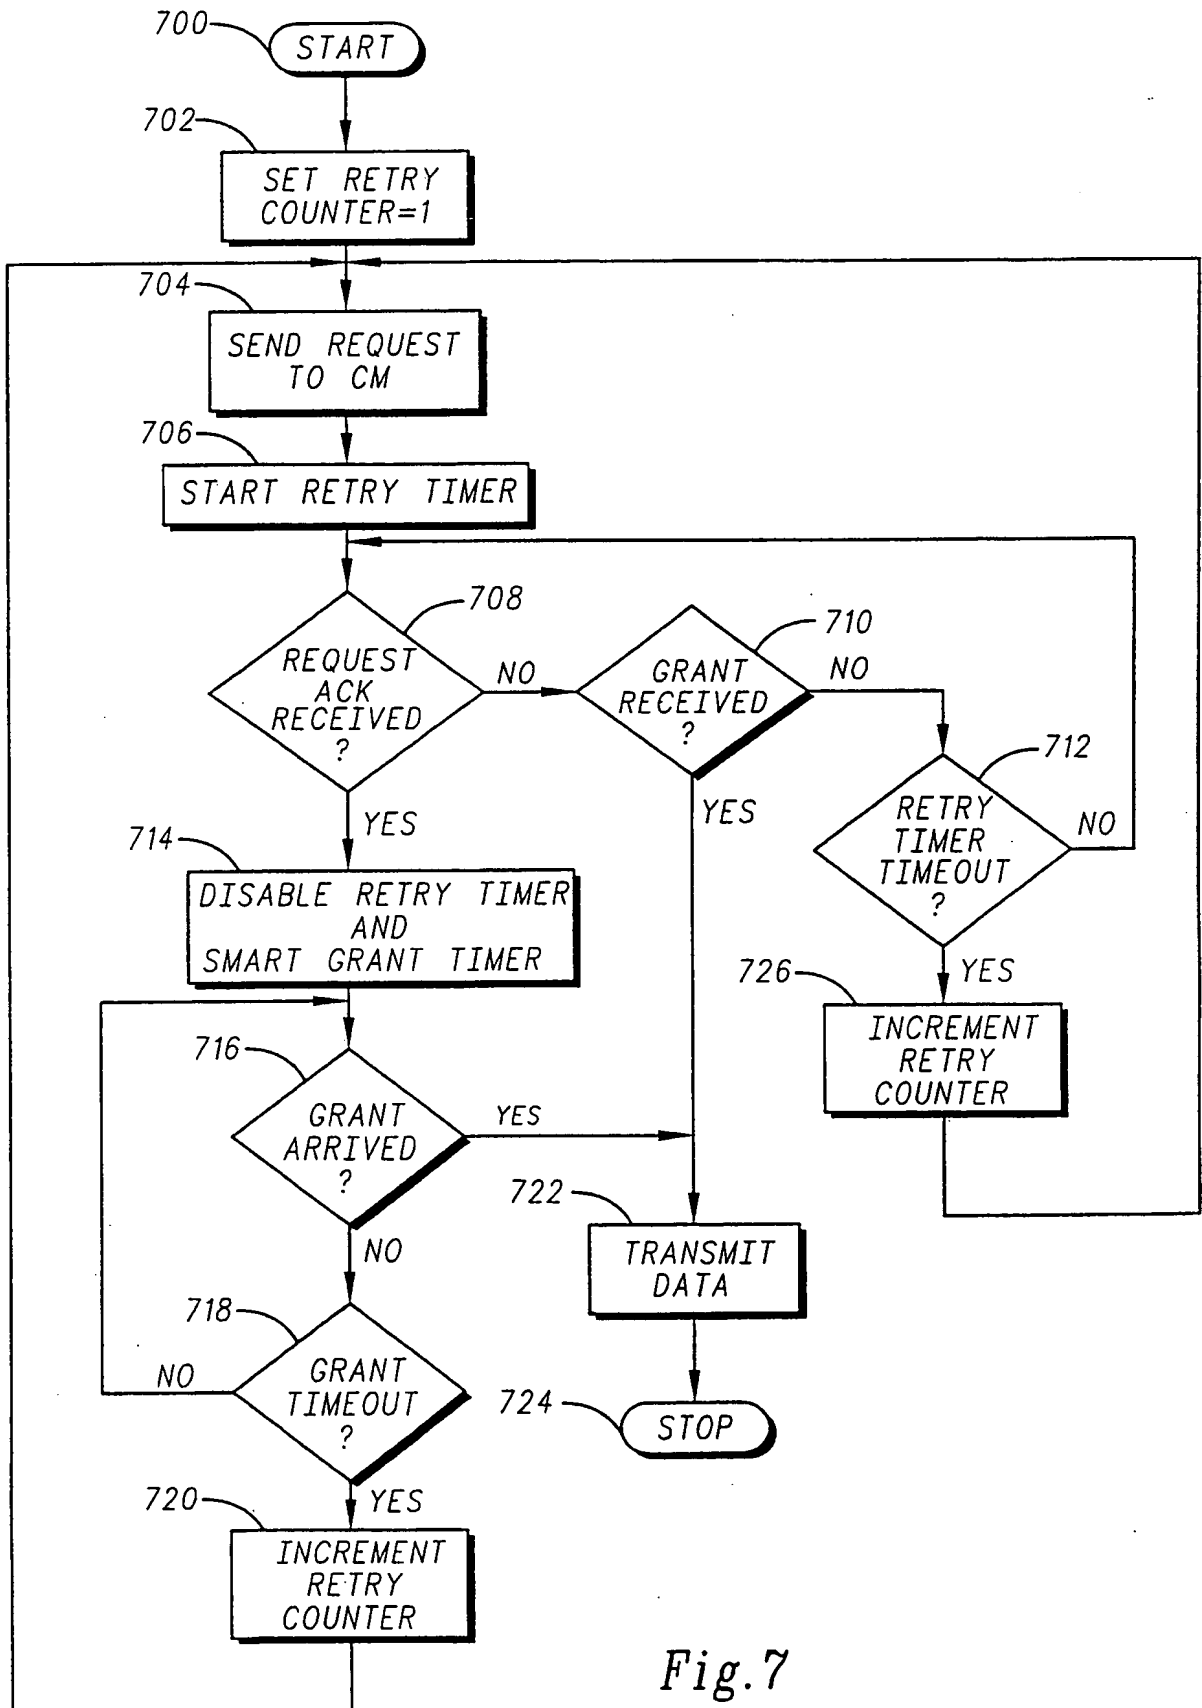 700
START
702
SET RETRY
COUNTER=1
704
SEND REQUEST
TO CM
706
START RETRY TIMER
708
REQUEST
ACK
RECEIVED
?
NO
710
GRANT
RECEIVED
?
NO
712
RETRY
TIMER
TIMEOUT
?
NO
YES
YES
714
DISABLE RETRY TIMER
AND
SMART GRANT TIMER
726
YES
INCREMENT
RETRY
COUNTER
716
GRANT
ARRIVED
?
YES
NO
722
TRANSMIT
DATA
718
GRANT
TIMEOUT
?
NO
724
STOP
720
YES
INCREMENT
RETRY
COUNTER
Fig.7